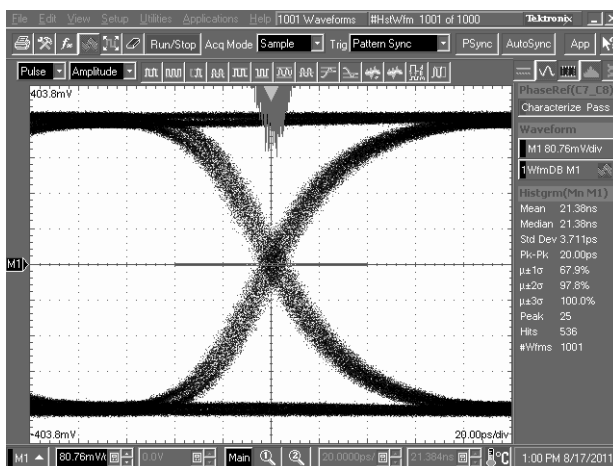 File Edit View Setup Utilities Applications Help 1001 Waveforms #HstWfm 1001 of 1000 Tektronix
Run/Stop Acq Mode Sample Trig Pattern Sync PSync AutoSync App
Pulse Amplitude
403.8mV
PhaseRef(C7_C8)
Characterize Pass
Waveform
M1 80.76mV/div
1 WfmDB M1
Histgrm(Mn M1)
Mean 21.38ns
Median 21.38ns
Std Dev 3.711ps
Pk-Pk 20.00ps
µ±1σ 67.9%
µ±2σ 97.8%
µ±3σ 100.0%
Peak 25
Hits 536
#Wfms 1001
M1
-403.8mV
20.00ps/div
M1 80.76mV/ 0.0V Main 1 2 20.0000ps/ 21.384ns °C 1:00 PM 8/17/2011